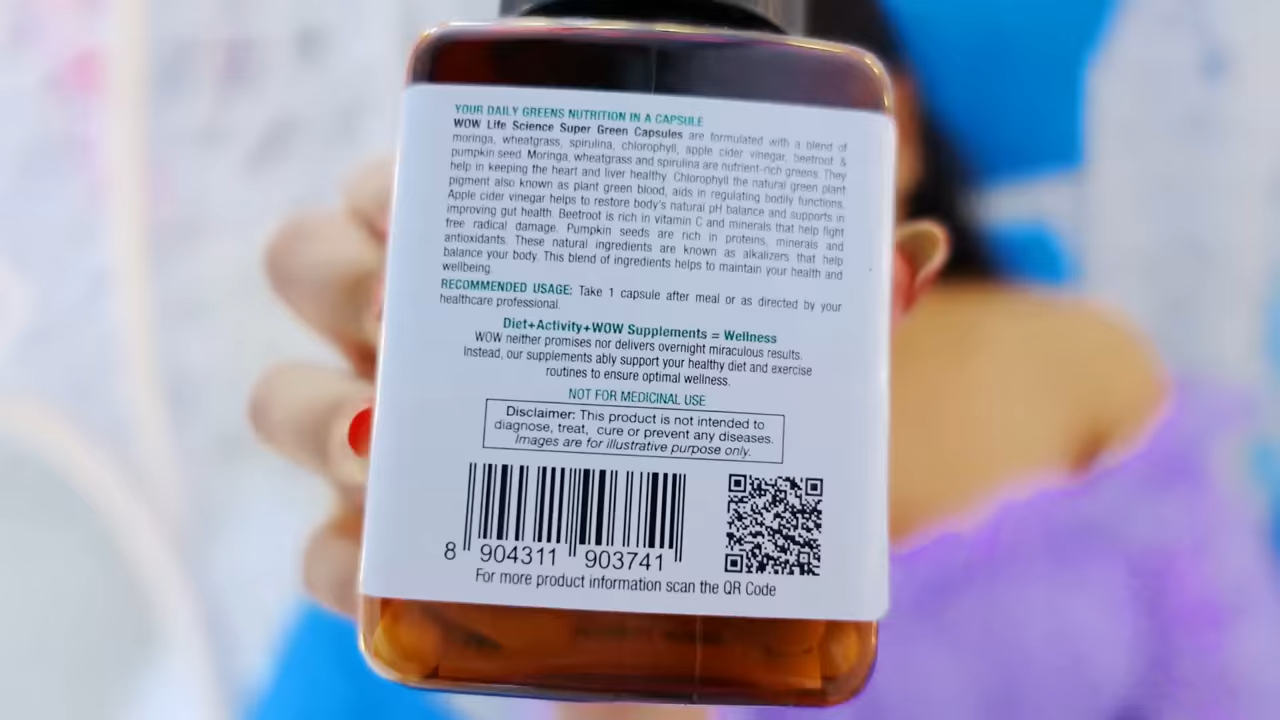 YOUR DAILY GREENS NUTRITION IN A CAPSULE
WOW Life Science Super Green Capsules are formulated with a blend of
moringa, wheatgrass, spirulina, chlorophyll, apple cider vinegar, beetroot &
pumpkin seed. Moringa, wheatgrass and spirulina are nutrient-rich greens. They
help in keeping the heart and liver healthy. Chlorophyll the natural green plant
pigment also known as plant green blood, aids in regulating bodily functions.
Apple cider vinegar helps to restore body's natural pH balance and supports in
improving gut health. Beetroot is rich in vitamin C and minerals that help fight
free radical damage. Pumpkin seeds are rich in proteins, minerals and
antioxidants. These natural ingredients are known as alkalizers that help
balance your body. This blend of ingredients helps to maintain your health and
wellbeing.
RECOMMENDED USAGE: Take 1 capsule after meal or as directed by your
healthcare professional.
Diet+Activity+WOW Supplements = Wellness
WOW neither promises nor delivers overnight miraculous results.
Instead, our supplements ably support your healthy diet and exercise
routines to ensure optimal wellness.
NOT FOR MEDICINAL USE
Disclaimer: This product is not intended to
diagnose, treat, cure or prevent any diseases.
Images are for illustrative purpose only.
8 904311 903741
For more product information scan the QR Code